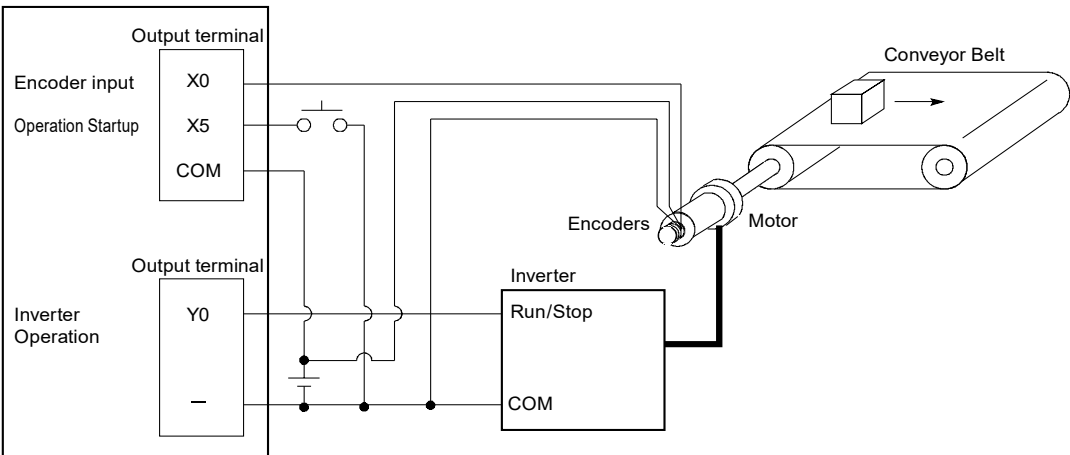 Output terminal
Encoder input
X0
Operation Startup
X5
COM
Output terminal
Inverter
Operation
Y0
–
Inverter
Run/Stop
COM
Encoders
Motor
Conveyor Belt